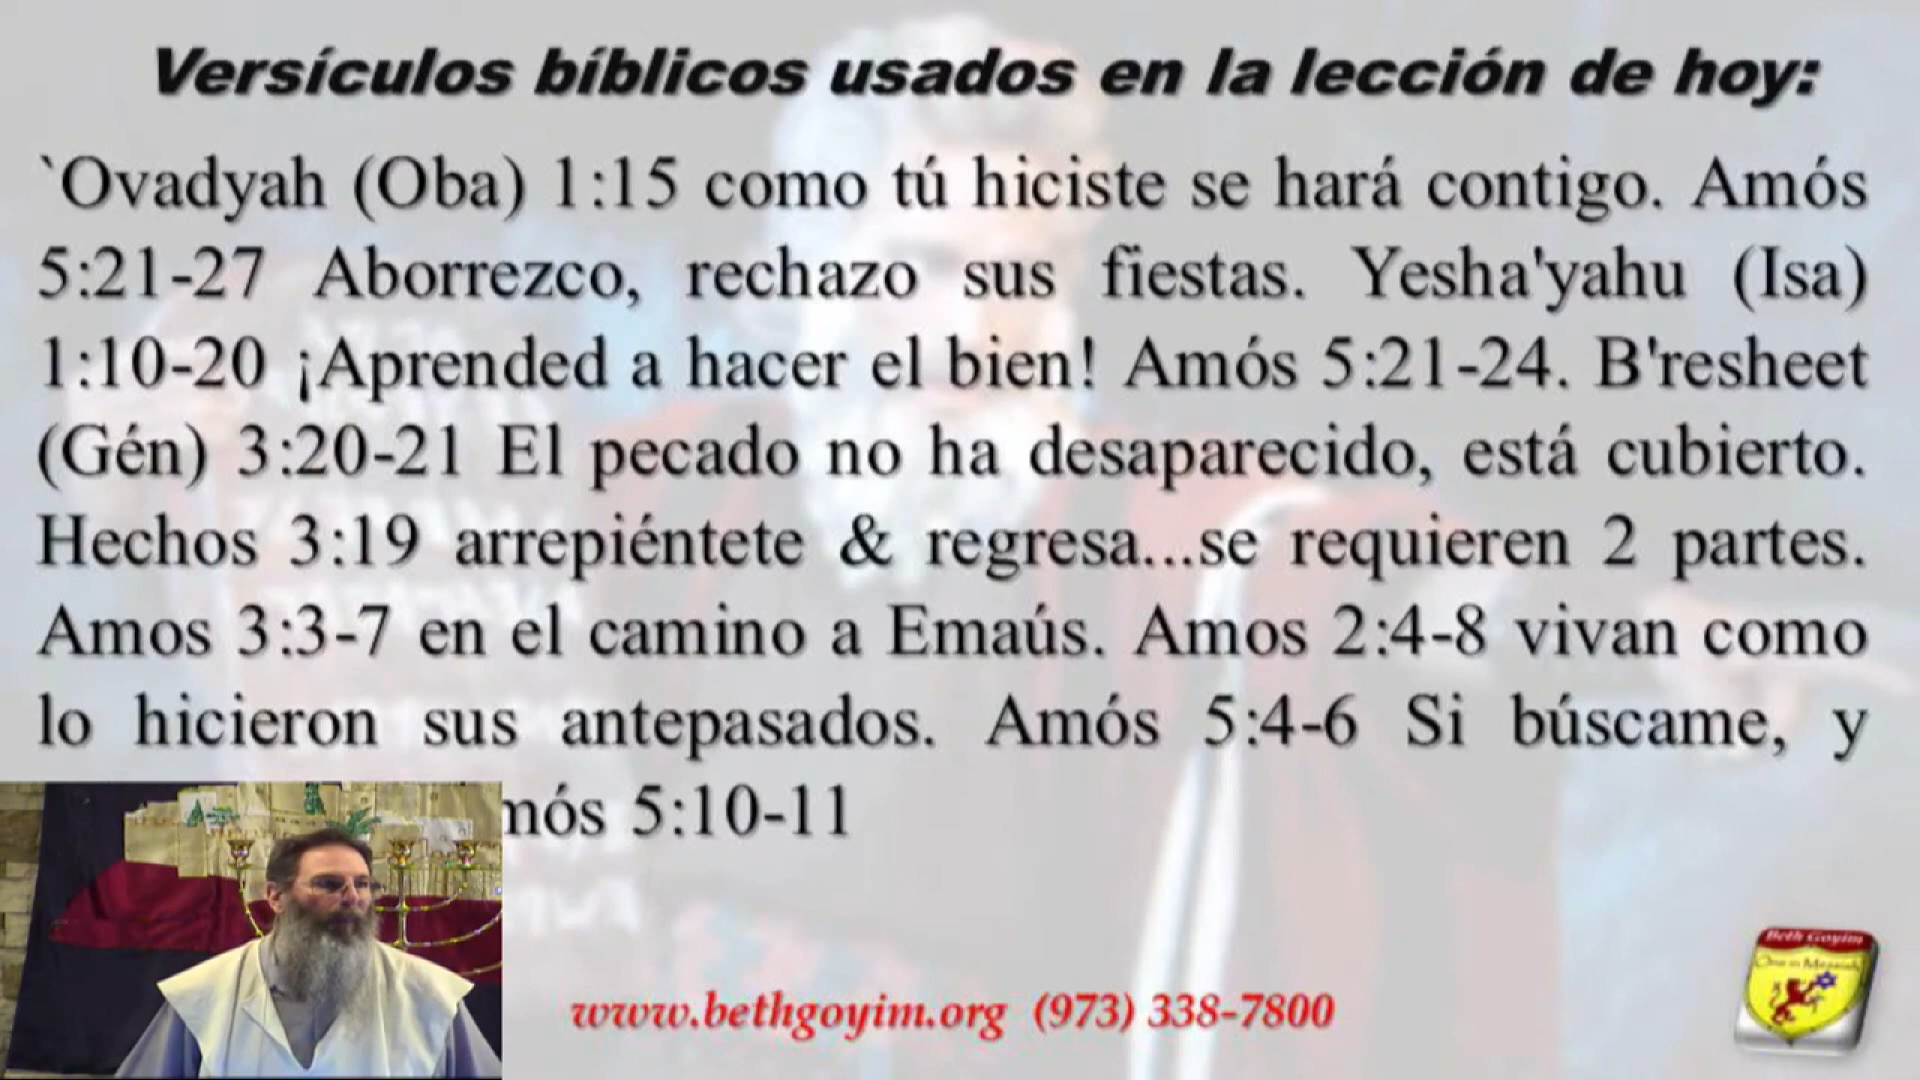 Versículos bíblicos usados en la lección de hoy:
`Ovadyah (Oba) 1:15 como tú hiciste se hará contigo. Amós
5:21-27 Aborrezco, rechazo sus fiestas. Yesha'yahu (Isa)
1:10-20 ¡Aprended a hacer el bien! Amós 5:21-24. B'resheet
(Gén) 3:20-21 El pecado no ha desaparecido, está cubierto.
Hechos 3:19 arrepiéntete & regresa...se requieren 2 partes.
Amos 3:3-7 en el camino a Emaús. Amos 2:4-8 vivan como
lo hicieron sus antepasados. Amós 5:4-6 Si búscame, y
mós 5:10-11
www.bethgoyim.org (973) 338-7800
Beth Goyim
One in Messiah